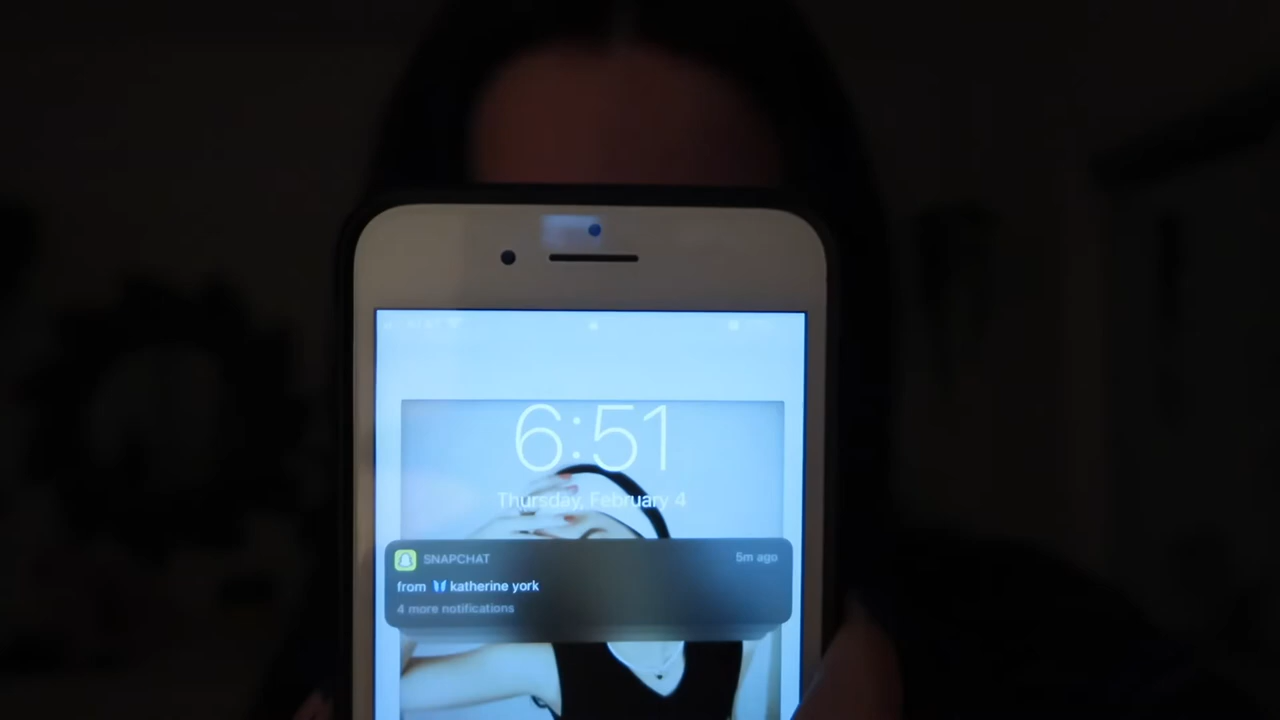 6:51
Thursday, February 4
SNAPCHAT
5m ago
from 🦋 katherine york
4 more notifications